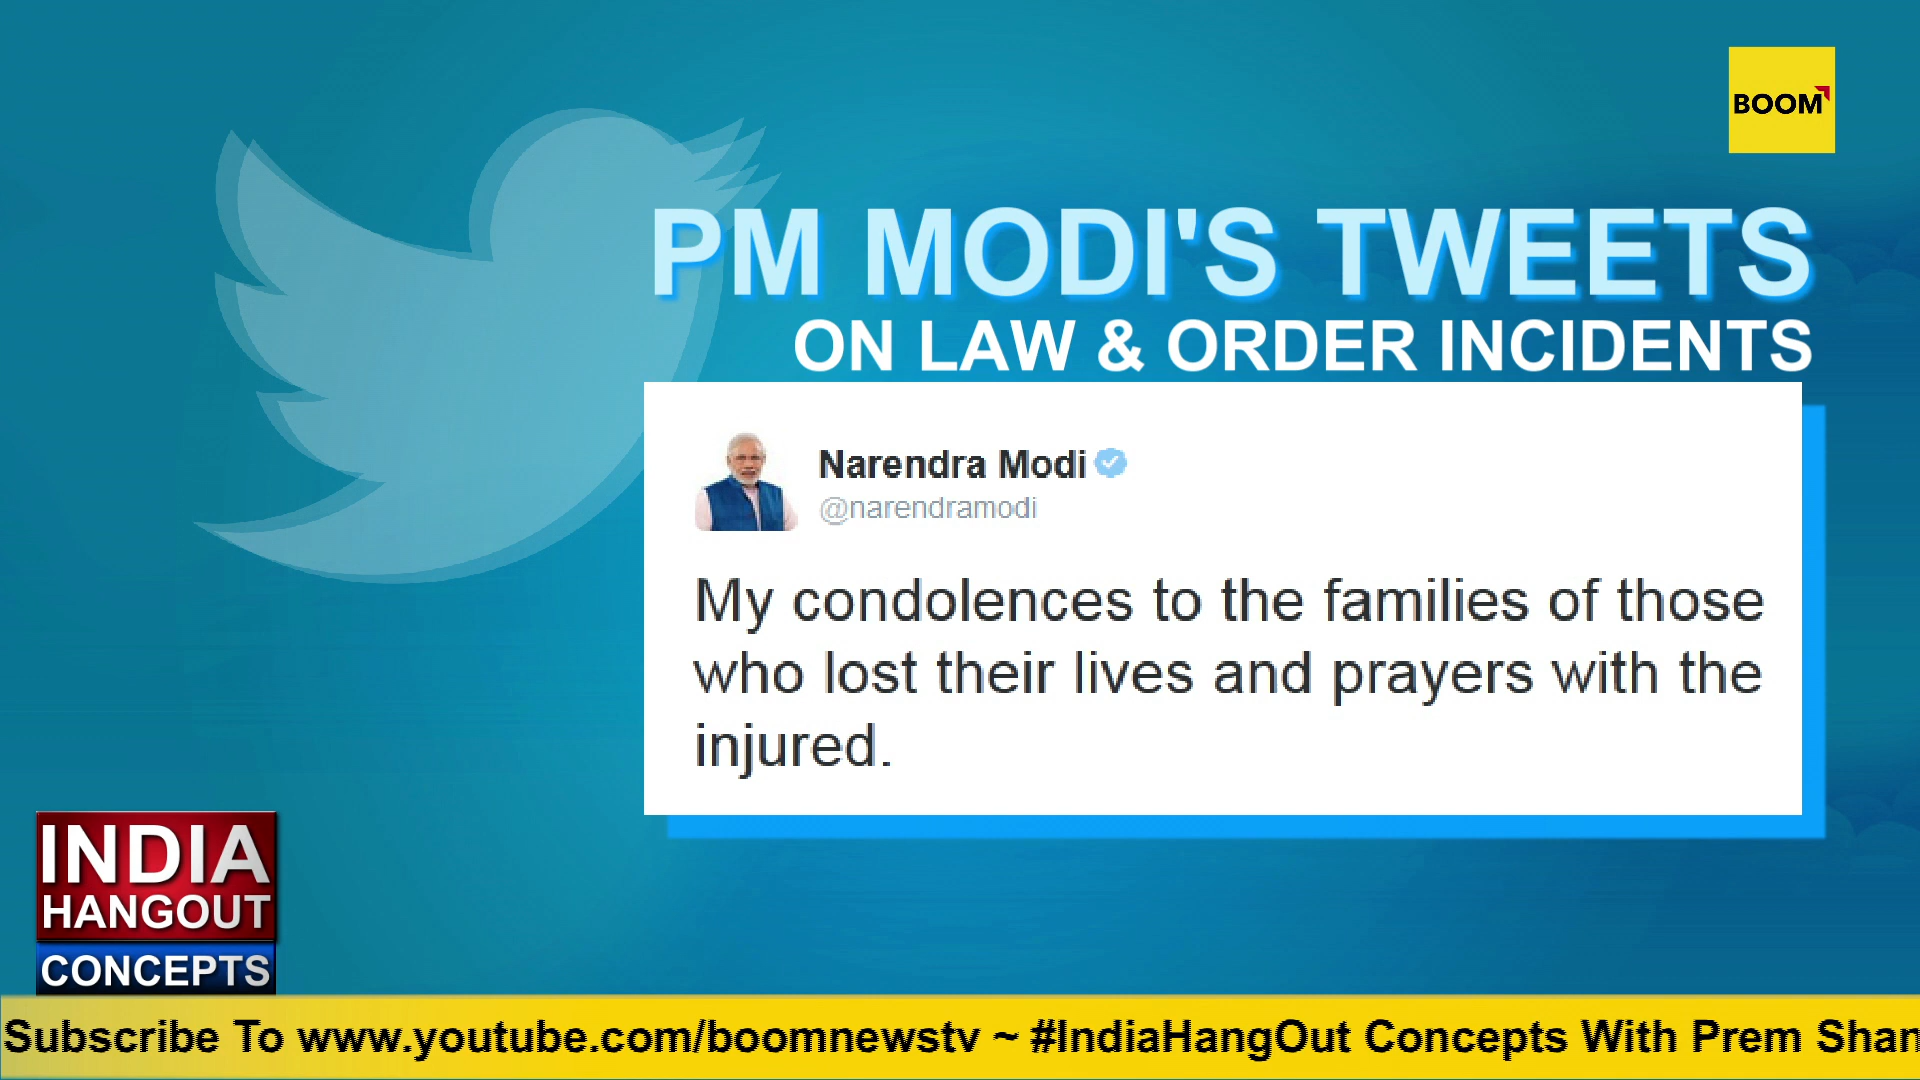 BOOM
PM MODI'S TWEETS
ON LAW & ORDER INCIDENTS
Narendra Modi
@narendramodi
My condolences to the families of those
who lost their lives and prayers with the
injured.
INDIA
HANGOUT
CONCEPTS
Subscribe To www.youtube.com/boomnewstv ~ #IndiaHangOut Concepts With Prem Shan